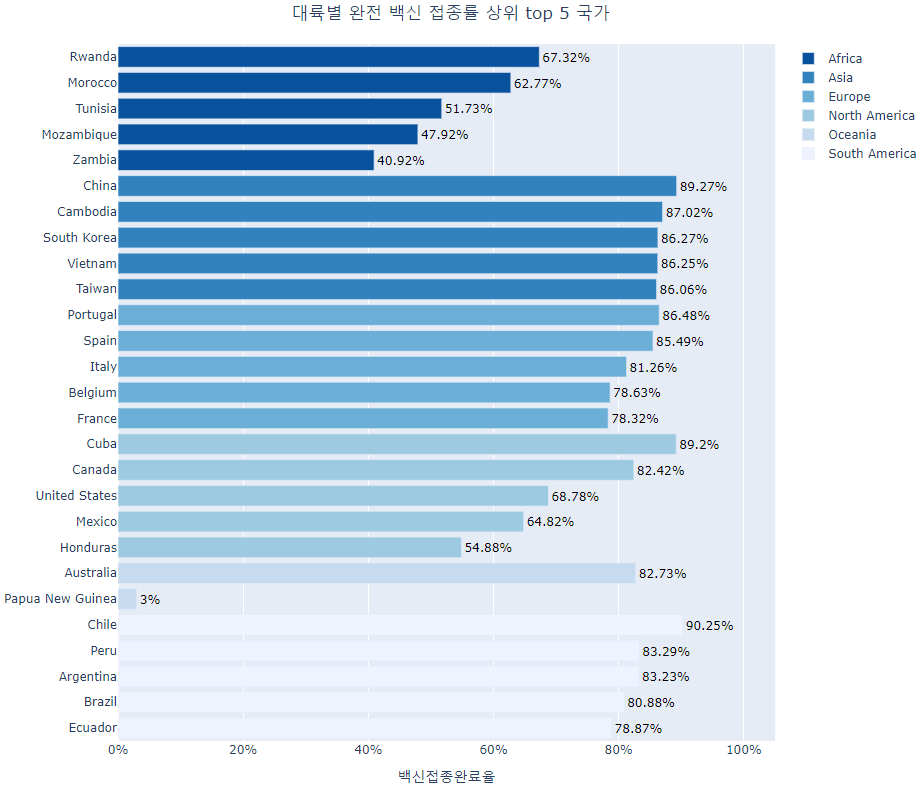 대륙별 완전 백신 접종률 상위 top 5 국가
Rwanda 67.32%
Morocco 62.77%
Tunisia 51.73%
Mozambique 47.92%
Zambia 40.92%
China 89.27%
Cambodia 87.02%
South Korea 86.27%
Vietnam 86.25%
Taiwan 86.06%
Portugal 86.48%
Spain 85.49%
Italy 81.26%
Belgium 78.63%
France 78.32%
Cuba 89.2%
Canada 82.42%
United States 68.78%
Mexico 64.82%
Honduras 54.88%
Australia 82.73%
Papua New Guinea 3%
Chile 90.25%
Peru 83.29%
Argentina 83.23%
Brazil 80.88%
Ecuador 78.87%
0% 20% 40% 60% 80% 100%
백신접종완료율
Africa
Asia
Europe
North America
Oceania
South America